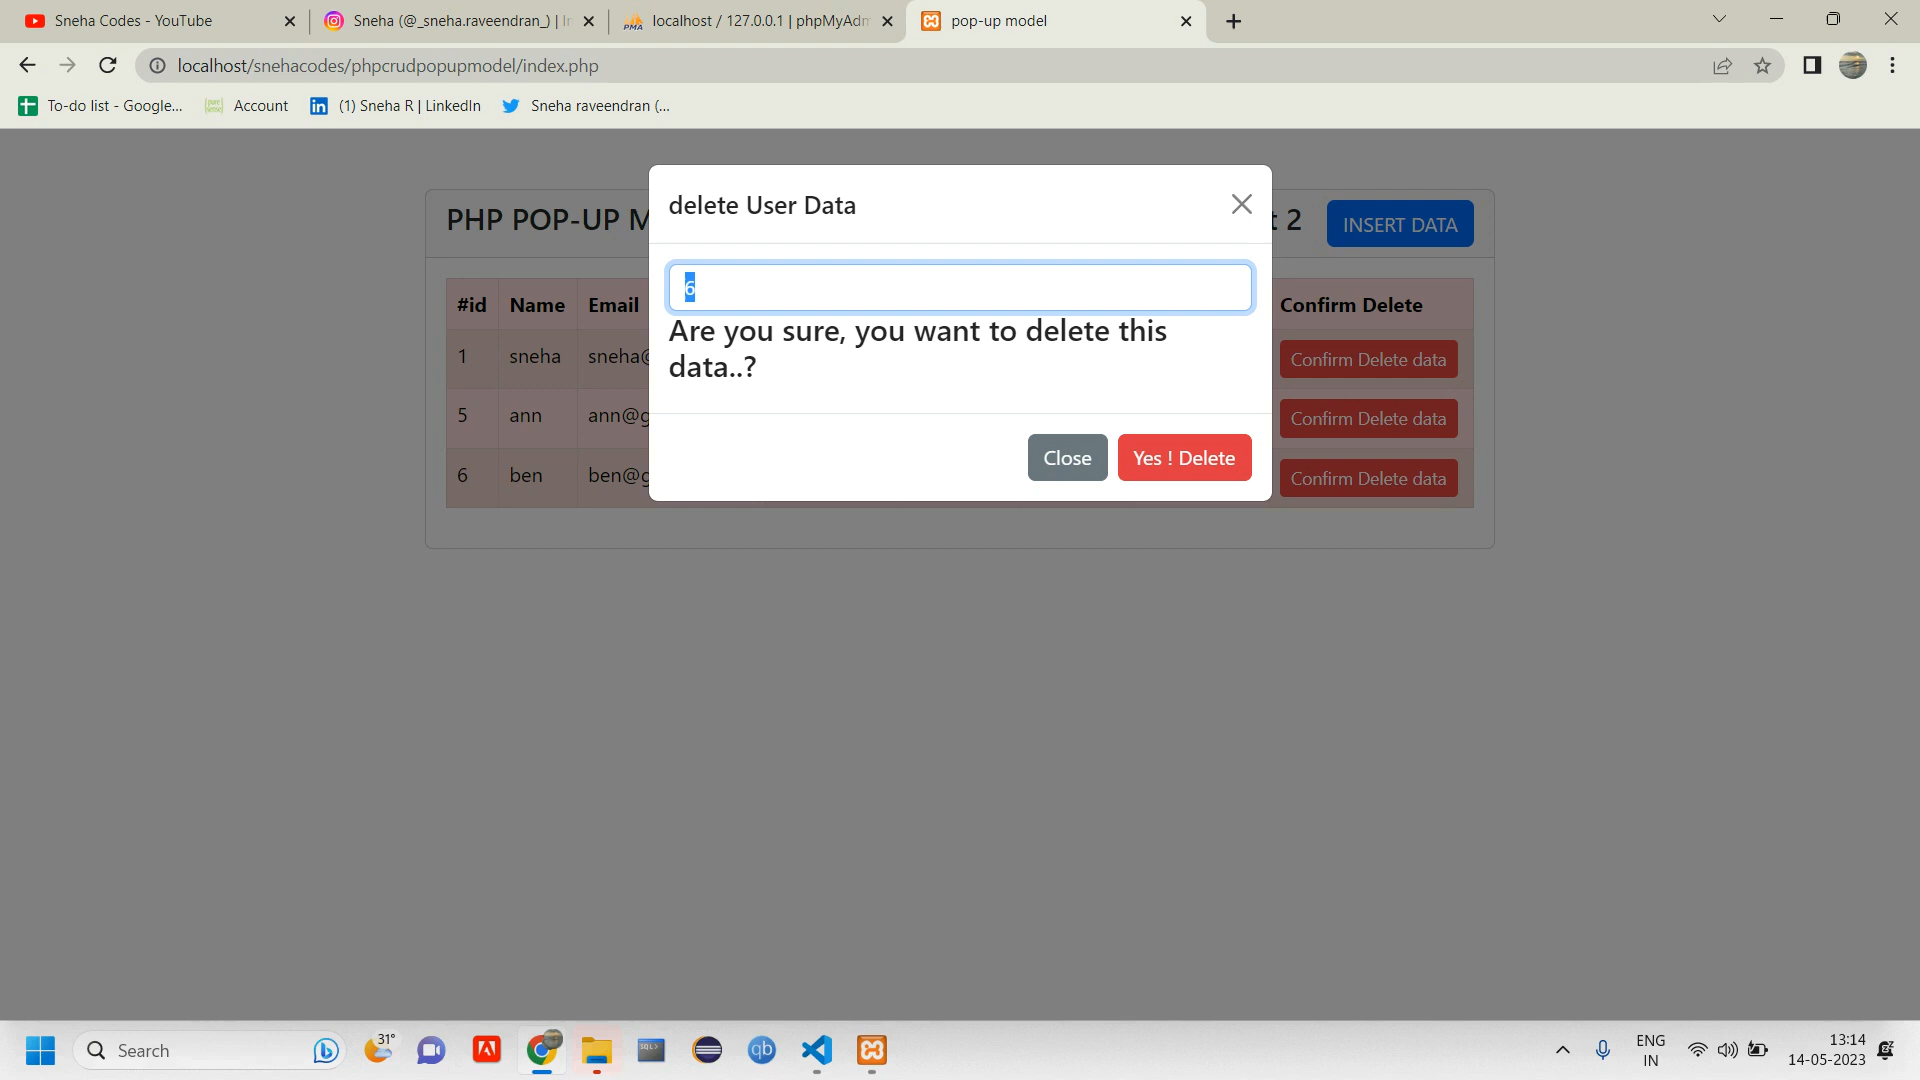 Sneha Codes - YouTube
Sneha (@_sneha.raveendran_) | In
localhost / 127.0.0.1 | phpMyAdm
pop-up model
localhost/snehacodes/phpcrudpopupmodel/index.php
To-do list - Google...
Account
(1) Sneha R | LinkedIn
Sneha raveendran (...
PHP POP-UP M
t 2
INSERT DATA
delete User Data
6
Are you sure, you want to delete this
data..?
Close
Yes ! Delete
#id Name Email Confirm Delete
1 sneha sneha@ Confirm Delete data
5 ann ann@g Confirm Delete data
6 ben ben@g Confirm Delete data
Search
31°
SQL>
qb
ENG
IN
13:14
14-05-2023